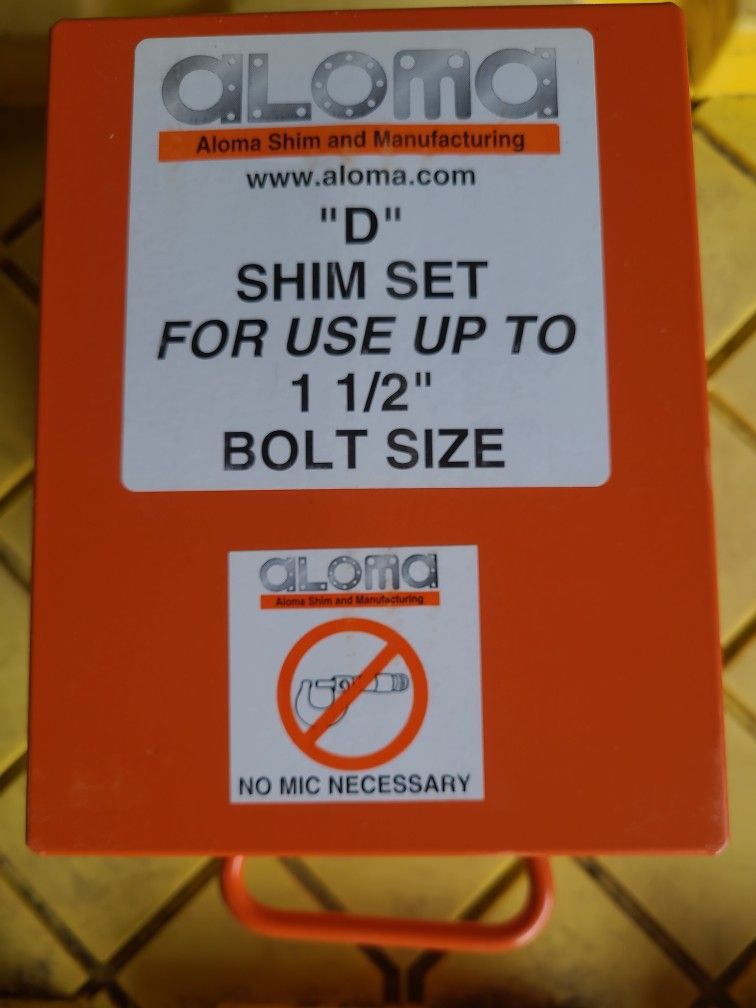 aLOma
Aloma Shim and Manufacturing
www.aloma.com
"D"
SHIM SET
FOR USE UP TO
1 1/2"
BOLT SIZE
aLOma
Aloma Shim and Manufacturing
NO MIC NECESSARY